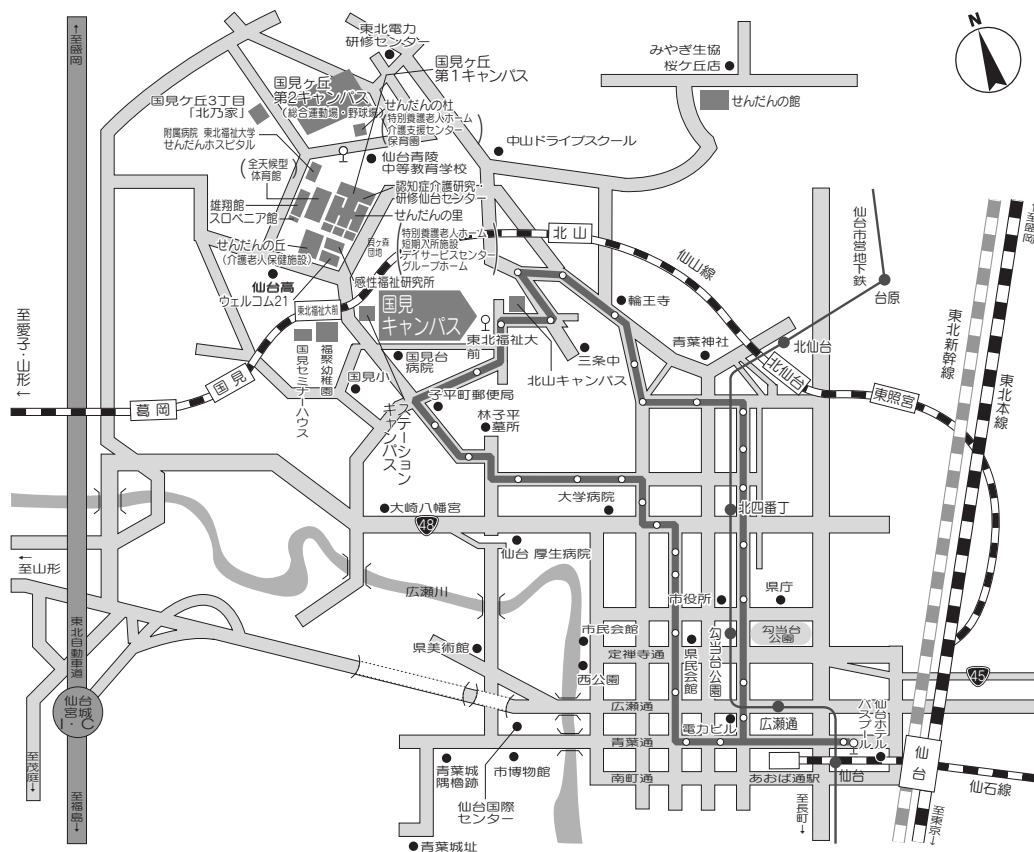 ↑至盛岡
東北電力
研修センター
国見ヶ丘
第1キャンパス
みやぎ生協
桜ケ丘店
N
せんだんの館
国見ヶ丘
第2キャンパス
(総合運動場・野球場)
国見ケ丘3丁目
「北乃家」
せんだんの杜
特別養護老人ホーム
介護支援センター
保育園
附属病院 東北福祉大学
せんだんホスピタル
仙台青陵
中等教育学校
中山ドライブスクール
全天候型
体育館
認知症介護研究・
研修仙台センター
雄翔館
スロベニア館
せんだんの里
特別養護老人ホーム
短期入所施設
デイサービスセンター
グループホーム
せんだんの丘
(介護老人保健施設)
貝ヶ森
団地
感性福祉研究所
仙台高
ウェルコム21
東北福祉大前
国見
キャンパス
東北福祉大
前
北山
仙山線
輪王寺
青葉神社
仙台市営地下鉄
台原
北仙台
北仙台
東照宮
東北新幹線
東北本線
至盛岡
至愛子・山形←
葛岡
国見
国見セミナーハウス
福聚幼稚園
国見小
国見台
病院
三条中
北山キャンパス
子平町郵便局
ステーション
キャンパス
林子平
墓所
大崎八幡宮
48
大学病院
北四番丁
仙台 厚生病院
←
至山形
広瀬川
東北自動車道
仙台
宮城
I・C
至茂庭↓
至福島↓
市役所
県庁
勾当台
公園
勾当台公園
市民会館
県美術館
定禅寺通
県民会館
西公園
45
広瀬通
広瀬通
電力ビル
青葉通
仙台ホテル
バスプール
青葉城
隅櫓跡
市博物館
南町通
あおば通駅
仙台
仙台
仙石線
仙台国際
センター
至長町↓
至東京↓
青葉城址